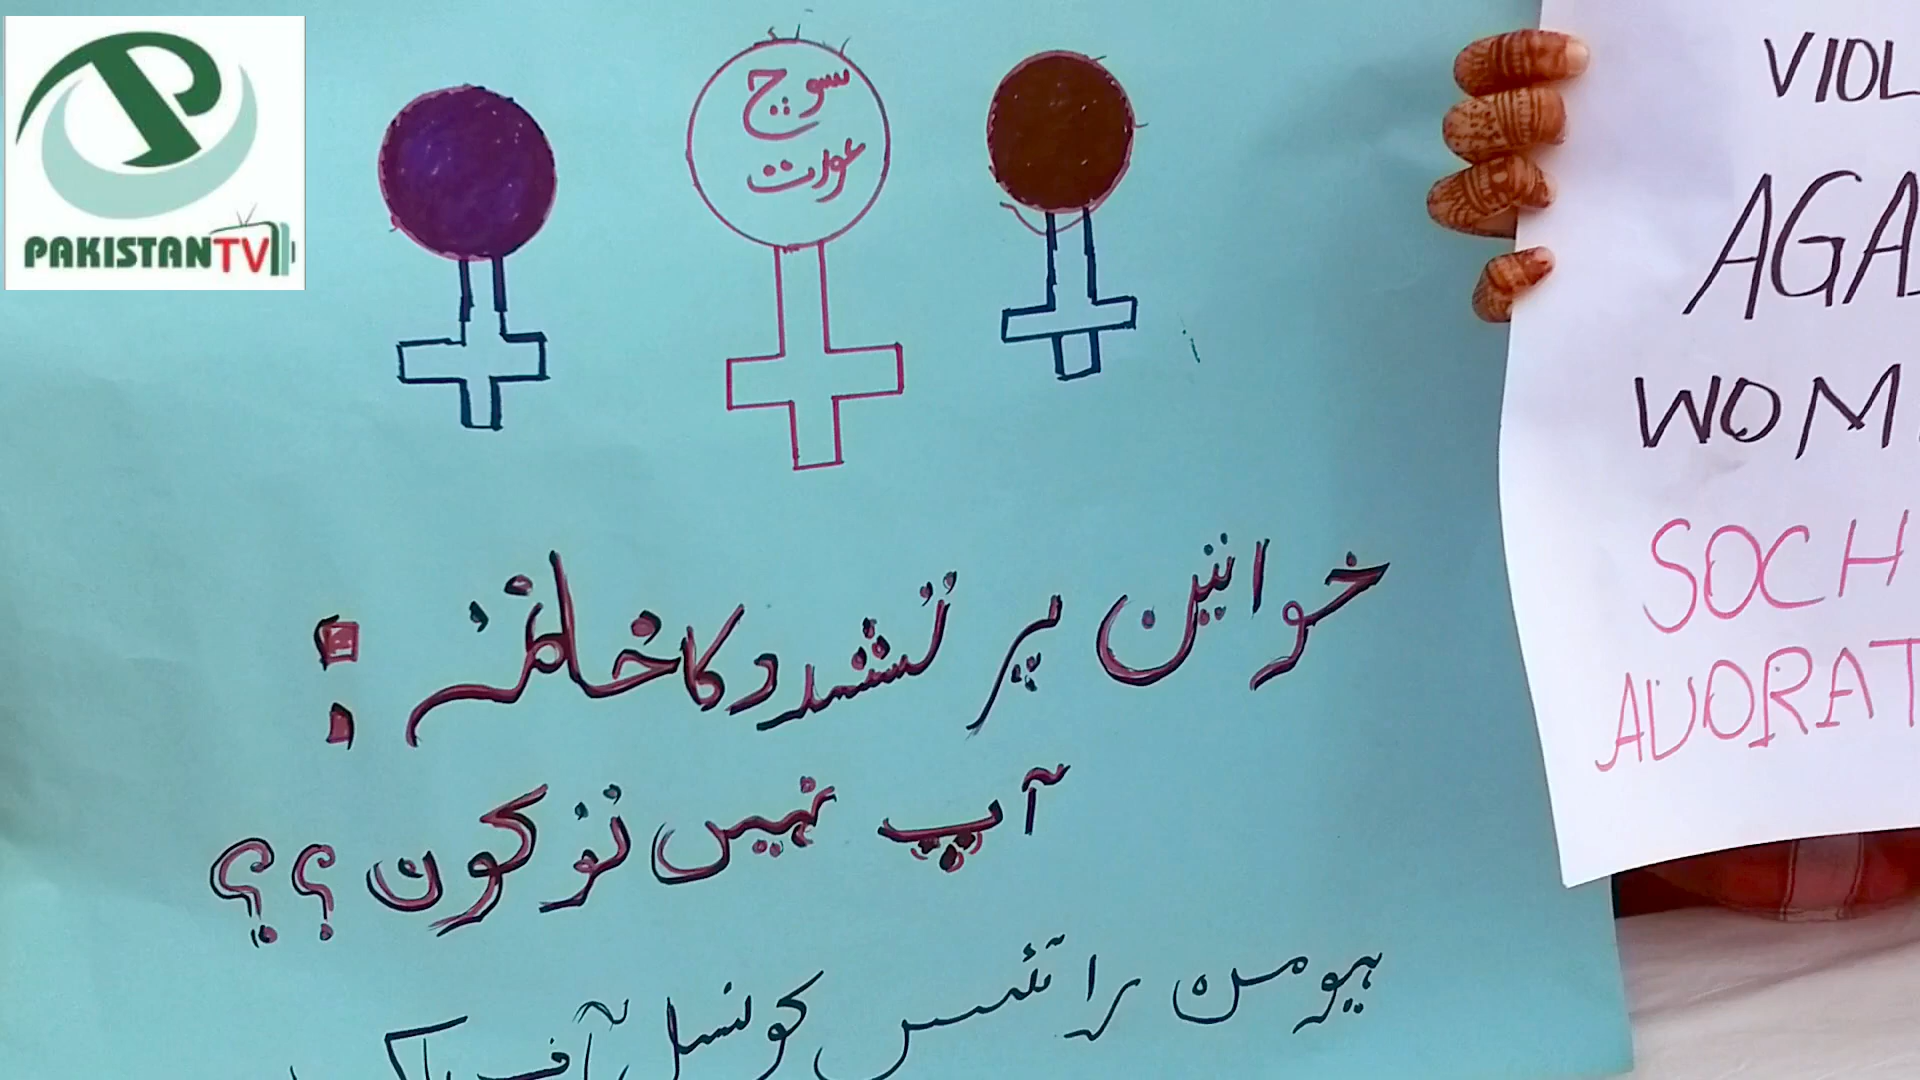 PAKISTAN TV
سوچ
عورت
خواتین پر تشدد کا خاتمہ :
آپ نہیں تو کون ؟؟
ہیومن رائٹس کونسل آف
VIOL
AGA
WOM
SOCH
AUORAT